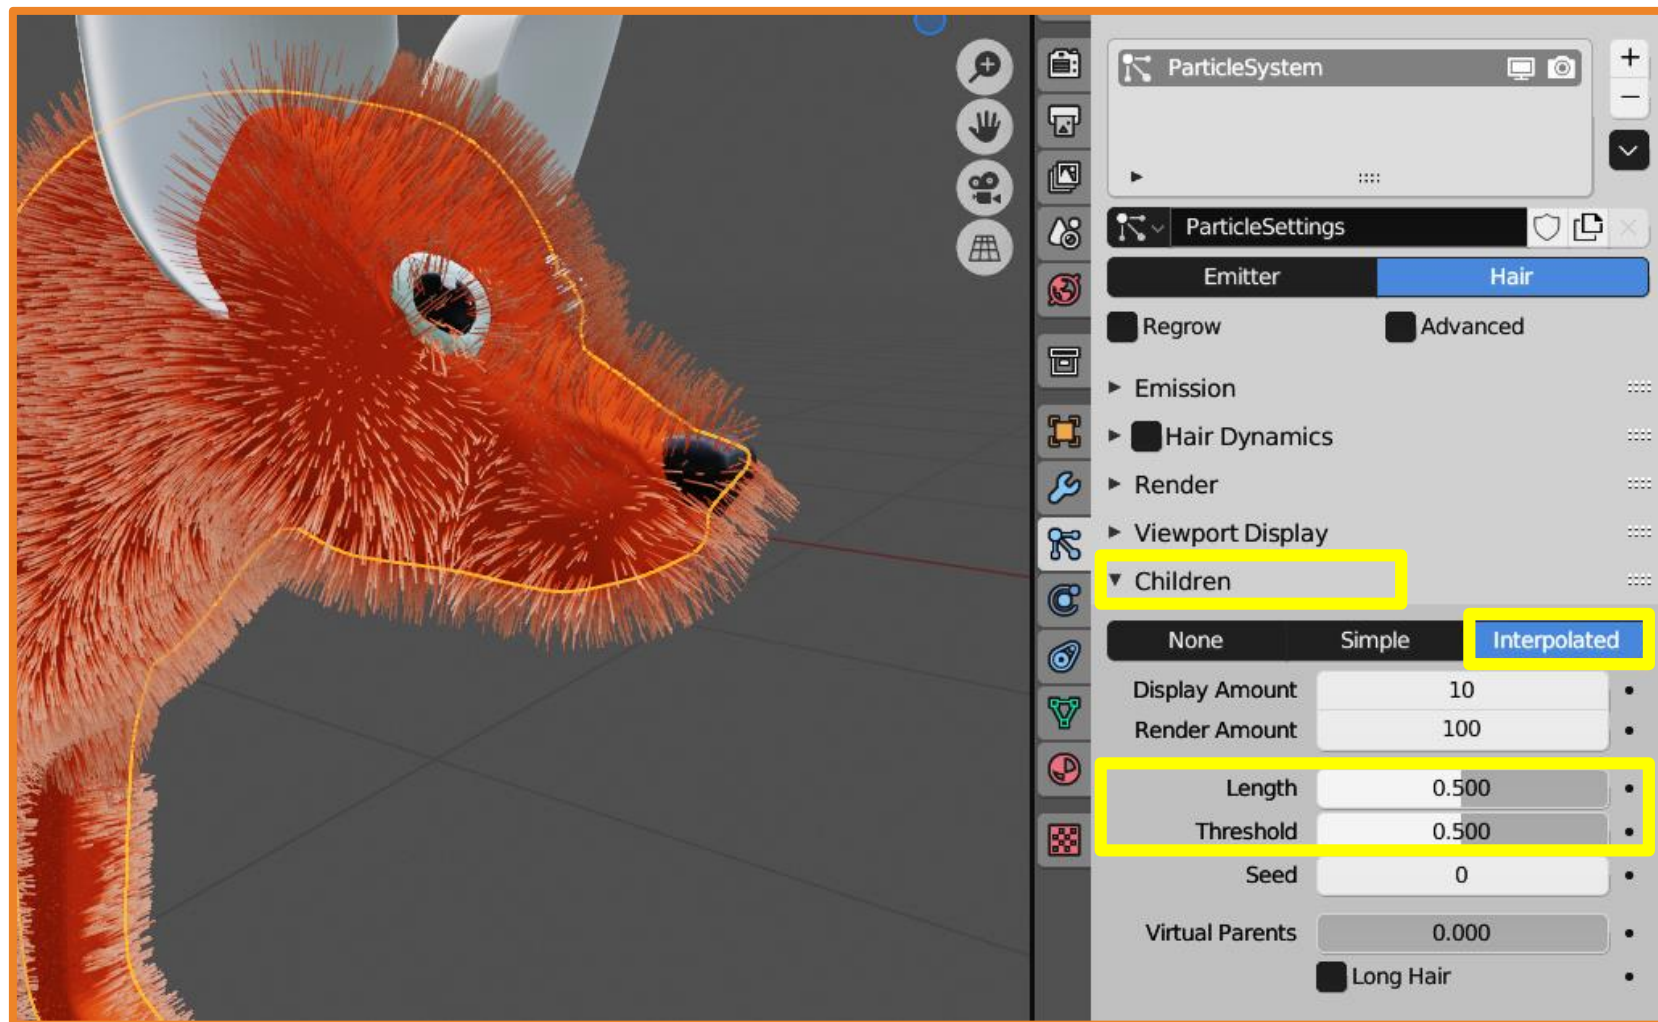 ParticleSystem
ParticleSettings
Emitter Hair
Regrow Advanced
Emission
Hair Dynamics
Render
Viewport Display
Children
None Simple Interpolated
Display Amount 10
Render Amount 100
Length 0.500
Threshold 0.500
Seed 0
Virtual Parents 0.000
Long Hair